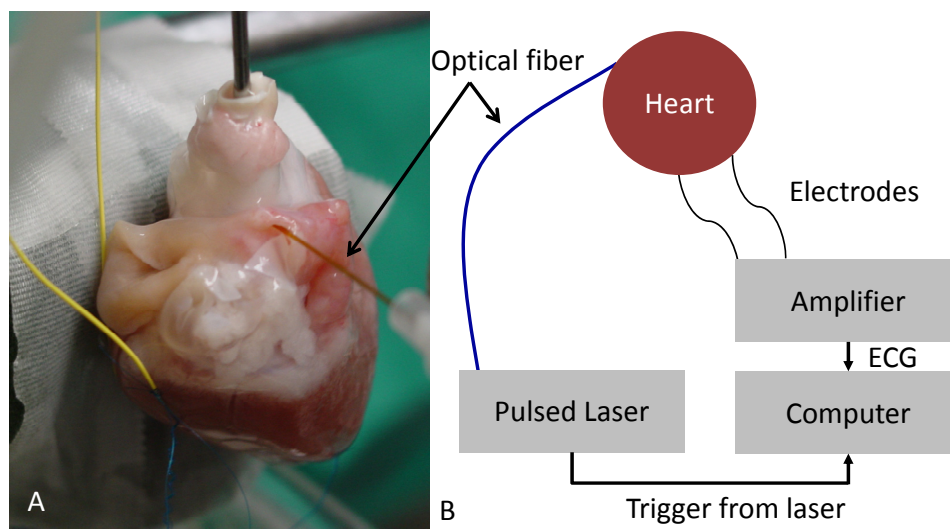 A
Optical fiber
Heart
Electrodes
Amplifier
ECG
Pulsed Laser
Computer
Trigger from laser
B